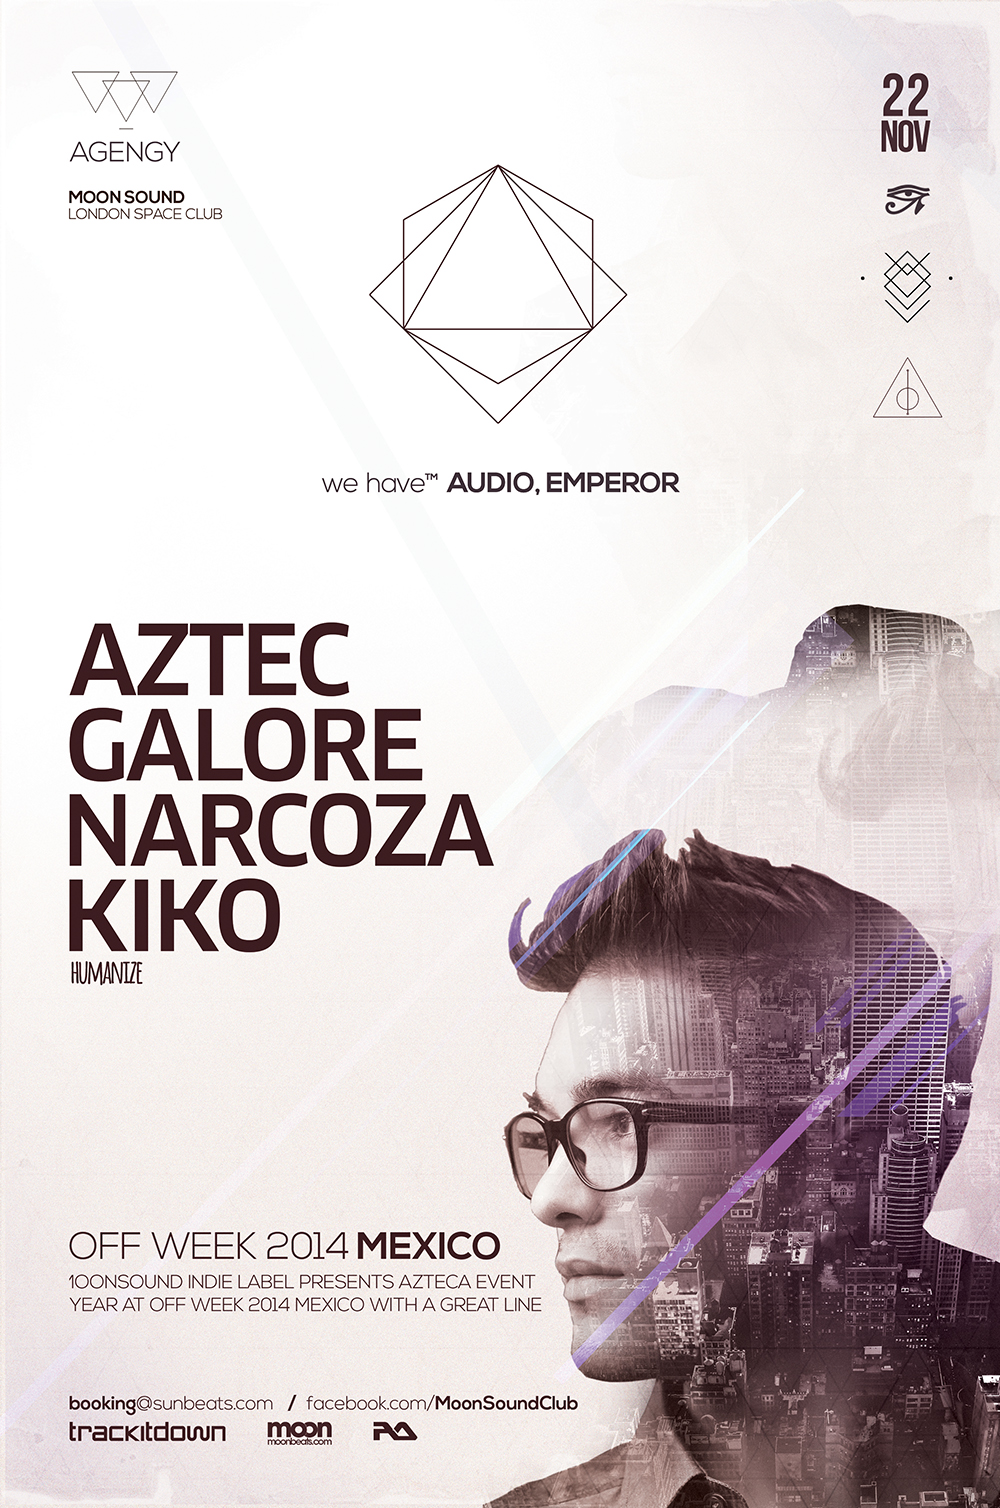 AGENGY
MOON SOUND
LONDON SPACE CLUB
22
NOV
we have™ AUDIO, EMPEROR
AZTEC
GALORE
NARCOZA
KIKO
HUMANIZE
OFF WEEK 2014 MEXICO
1OONSOUND INDIE LABEL PRESENTS AZTECA EVENT
YEAR AT OFF WEEK 2014 MEXICO WITH A GREAT LINE
booking@sunbeats.com / facebook.com/MoonSoundClub
trackitdown moon RA
moonbeats.com